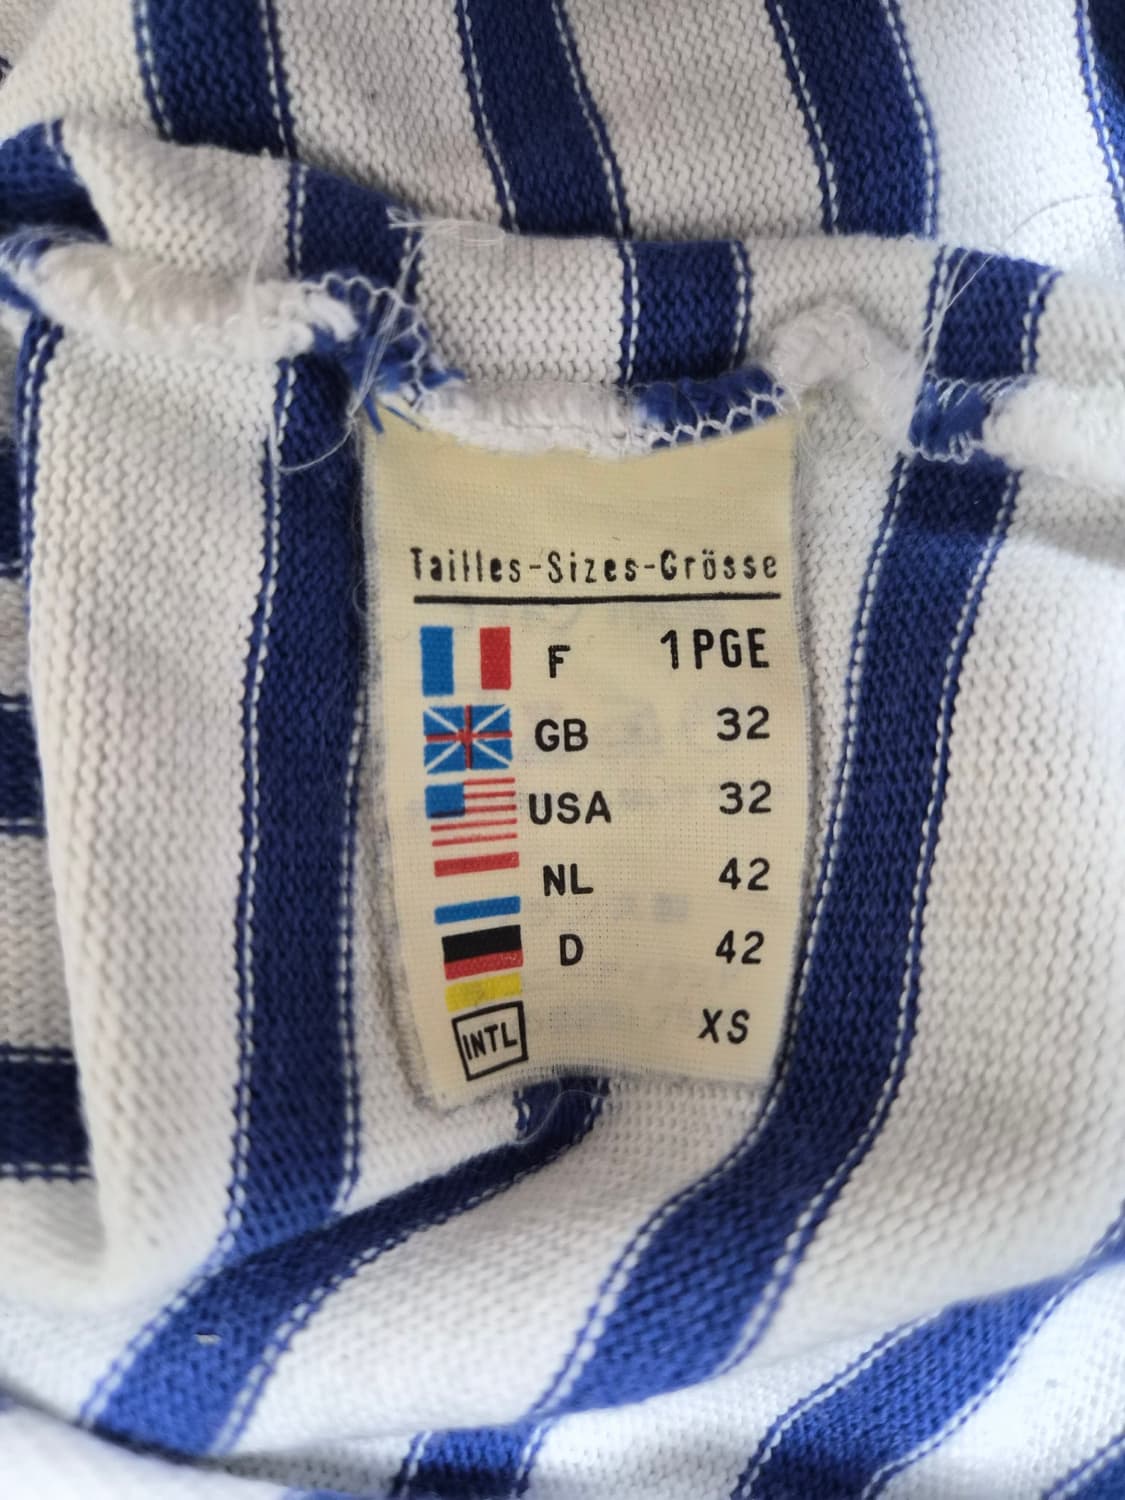 Tailles-Sizes-Grösse
F 1PGE
GB 32
USA 32
NL 42
D 42
INTL XS